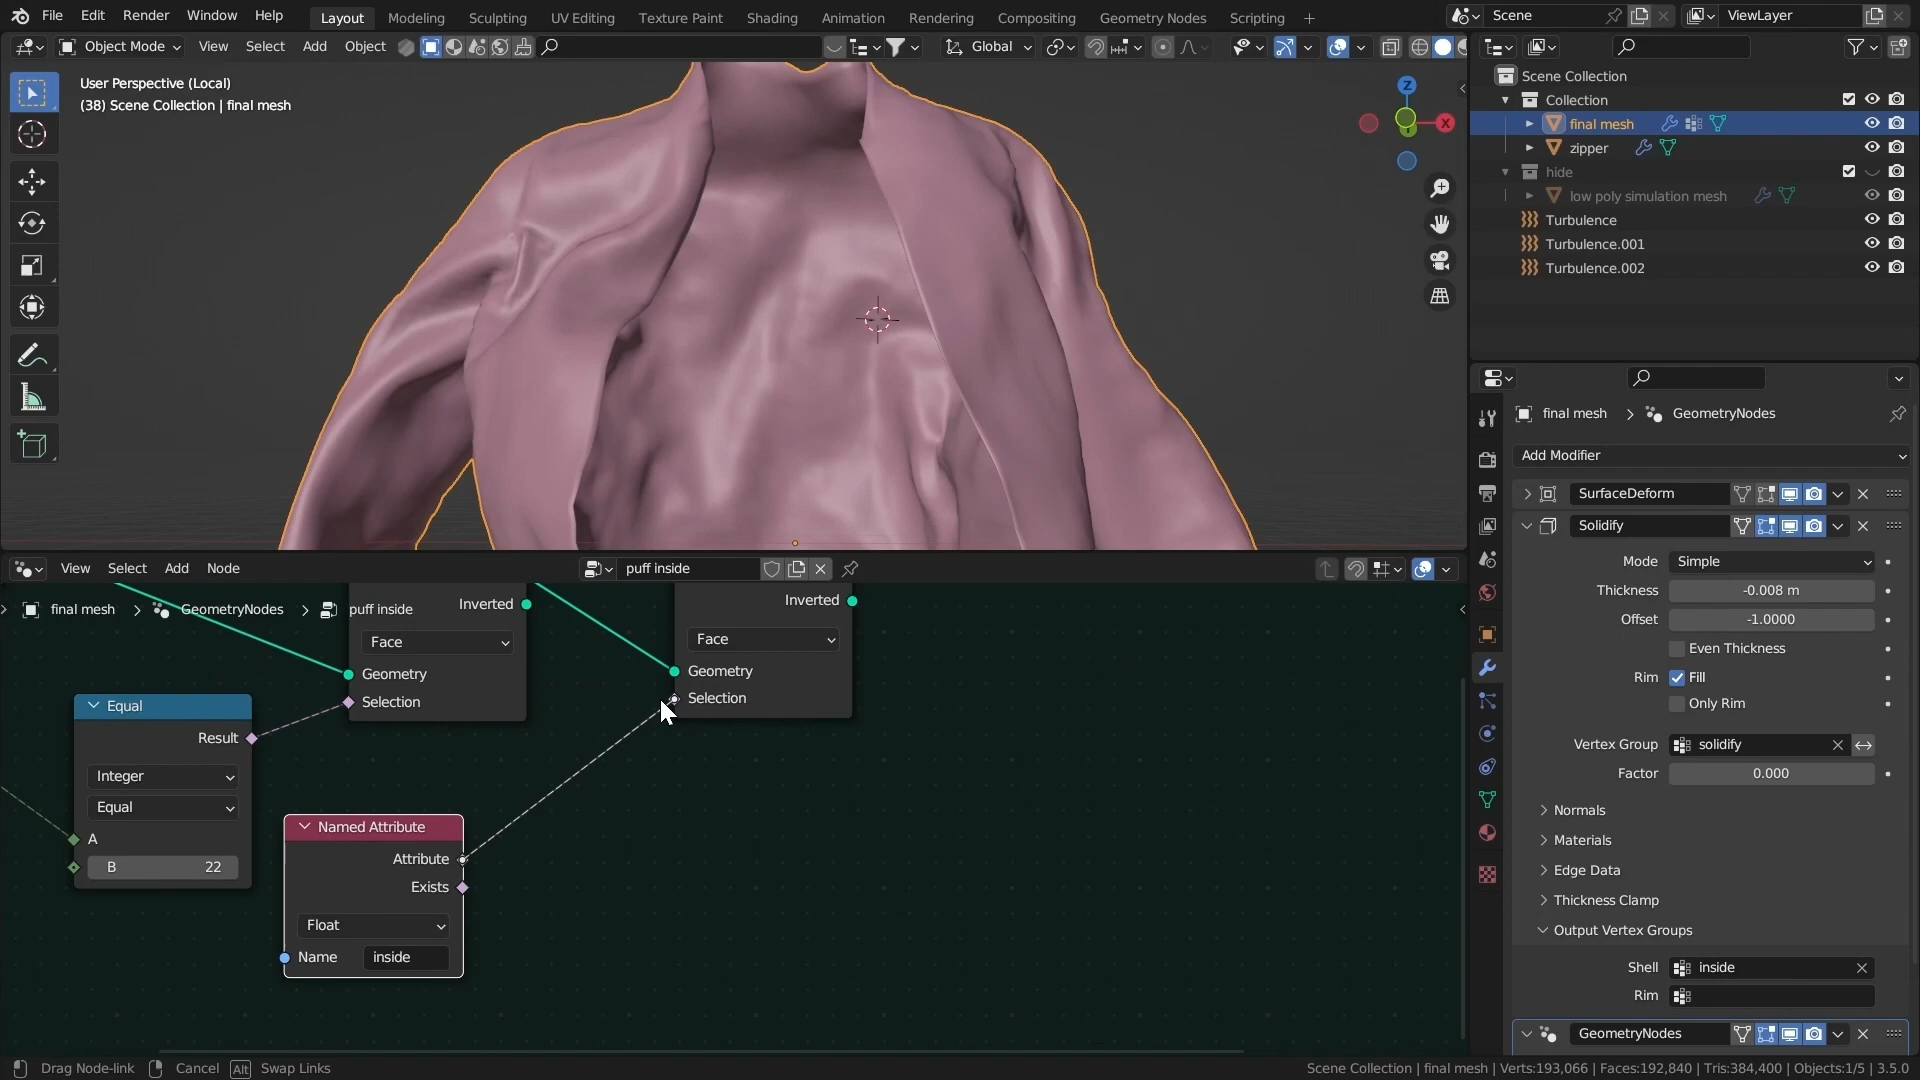 File Edit Render Window Help Layout Modeling Sculpting UV Editing Texture Paint Shading Animation Rendering Compositing Geometry Nodes Scripting Scene ViewLayer
Object Mode View Select Add Object Global
User Perspective (Local)
(38) Scene Collection | final mesh
Z
X
Y
Scene Collection
Collection
final mesh
zipper
hide
low poly simulation mesh
Turbulence
Turbulence.001
Turbulence.002
final mesh GeometryNodes
Add Modifier
SurfaceDeform
Solidify
Mode Simple
Thickness -0.008 m
Offset -1.0000
Even Thickness
Rim Fill
Only Rim
Vertex Group solidify
Factor 0.000
Normals
Materials
Edge Data
Thickness Clamp
Output Vertex Groups
Shell inside
Rim
GeometryNodes
View Select Add Node puff inside
final mesh GeometryNodes puff inside
Inverted
Face
Geometry
Selection
Inverted
Face
Geometry
Selection
Equal
Result
Integer
Equal
A
B 22
Named Attribute
Attribute
Exists
Float
Name inside
Drag Node-link Cancel Alt Swap Links
Scene Collection | final mesh | Verts:193,066 | Faces:192,840 | Tris:384,400 | Objects:1/5 | 3.5.0